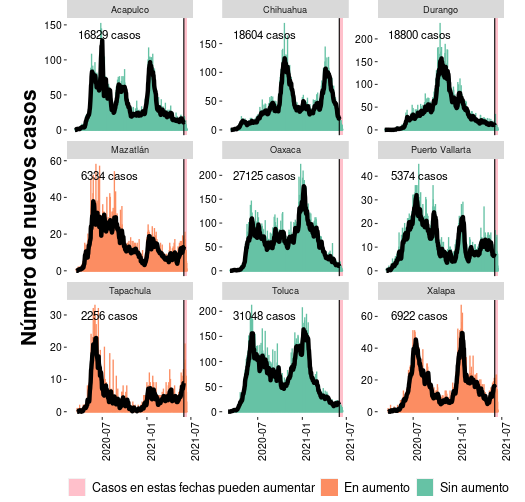 Acapulco
Chihuahua
Durango
Número de nuevos casos
150
100
50
0
16829 casos
150
100
50
0
18604 casos
200
150
100
50
0
18800 casos
Mazatlán
Oaxaca
Puerto Vallarta
60
40
20
0
6334 casos
200
150
100
50
0
27125 casos
40
30
20
10
0
5374 casos
Tapachula
Toluca
Xalapa
30
20
10
0
2256 casos
200
150
100
50
0
31048 casos
60
40
20
0
6922 casos
2020-07
2021-01
2021-07
2020-07
2021-01
2021-07
2020-07
2021-01
2021-07
Casos en estas fechas pueden aumentar
En aumento
Sin aumento